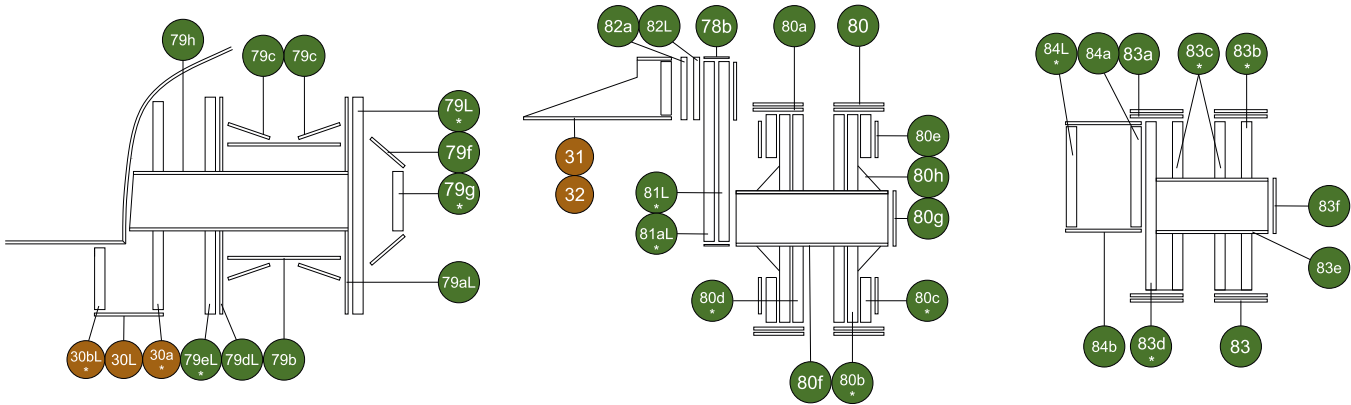 79h
79c
79c
79L
*
79f
79g
*
79aL
30bL
*
30L
30a
*
79eL
*
79dL
79b
82a
82L
78b
80a
80
31
32
80e
80h
80g
81L
*
81aL
*
80d
*
80c
*
80f
80b
*
84L
*
84a
83a
83c
*
83b
*
83f
83e
84b
83d
*
83